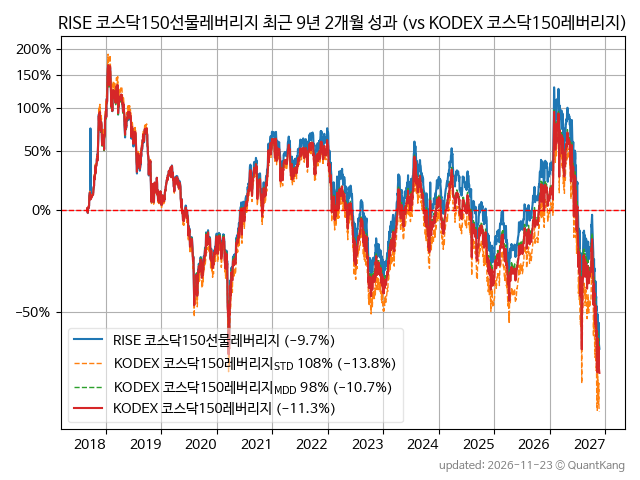 RISE 코스닥150선물레버리지 최근 9년 2개월 성과 (vs KODEX 코스닥150레버리지)
200%
150%
100%
50%
0%
−50%
RISE 코스닥150선물레버리지 (−9.7%)
KODEX 코스닥150레버리지STD 108% (−13.8%)
KODEX 코스닥150레버리지MDD 98% (−10.7%)
KODEX 코스닥150레버리지 (−11.3%)
2018 2019 2020 2021 2022 2023 2024 2025 2026 2027
updated: 2026-11-23 © QuantKang